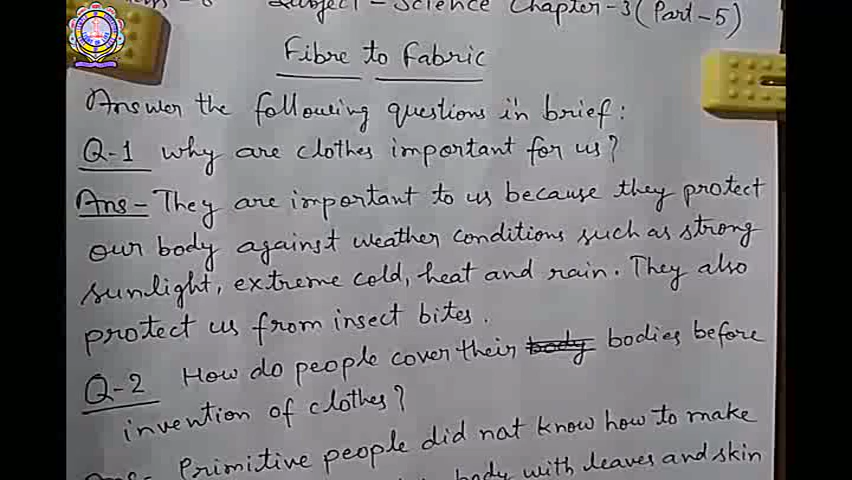 Subject - Science Chapter-3 (Part-5)
Fibre to Fabric
Answer the following questions in brief:
Q-1 Why are clothes important for us?
Ans- They are important to us because they protect
our body against weather conditions such as strong
sunlight, extreme cold, heat and rain. They also
protect us from insect bites.
Q-2 How do people cover their body bodies before
invention of clothes?
Ans- Primitive people did not know how to make
body with leaves and skin